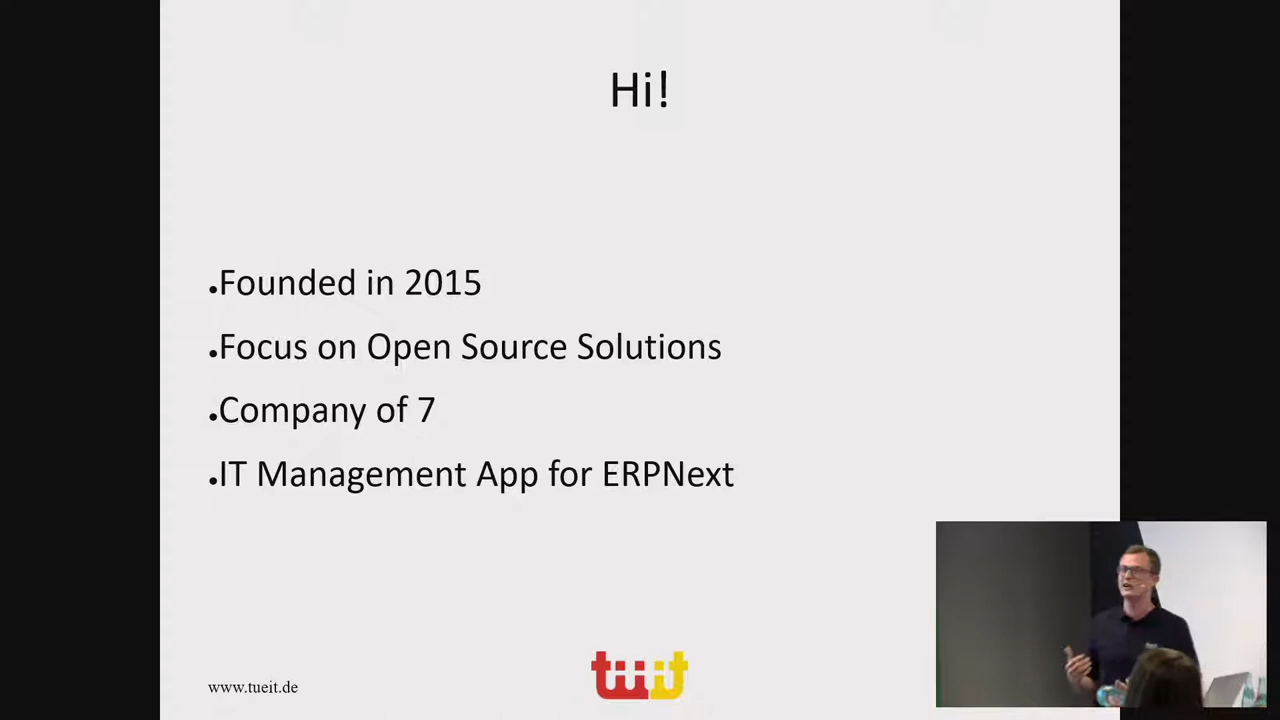 Hi!
•Founded in 2015
•Focus on Open Source Solutions
•Company of 7
•IT Management App for ERPNext
www.tueit.de
tüit